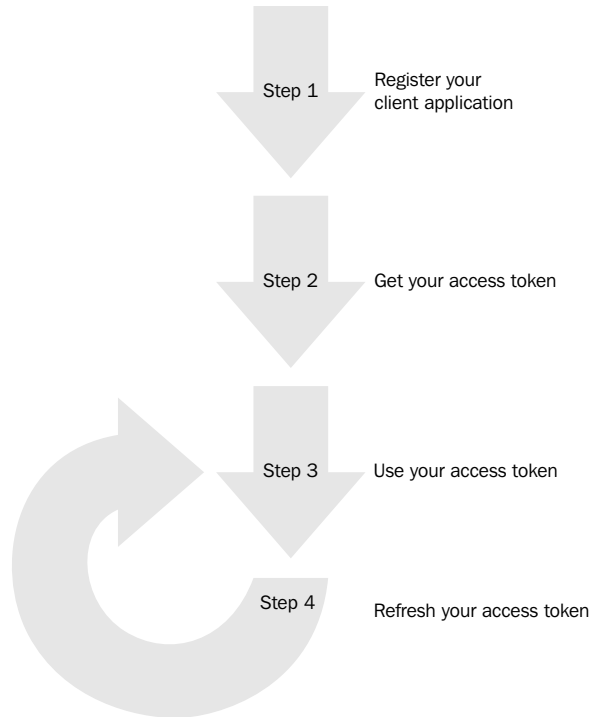 Step 1
Register your
client application
Step 2
Get your access token
Step 3
Use your access token
Step 4
Refresh your access token